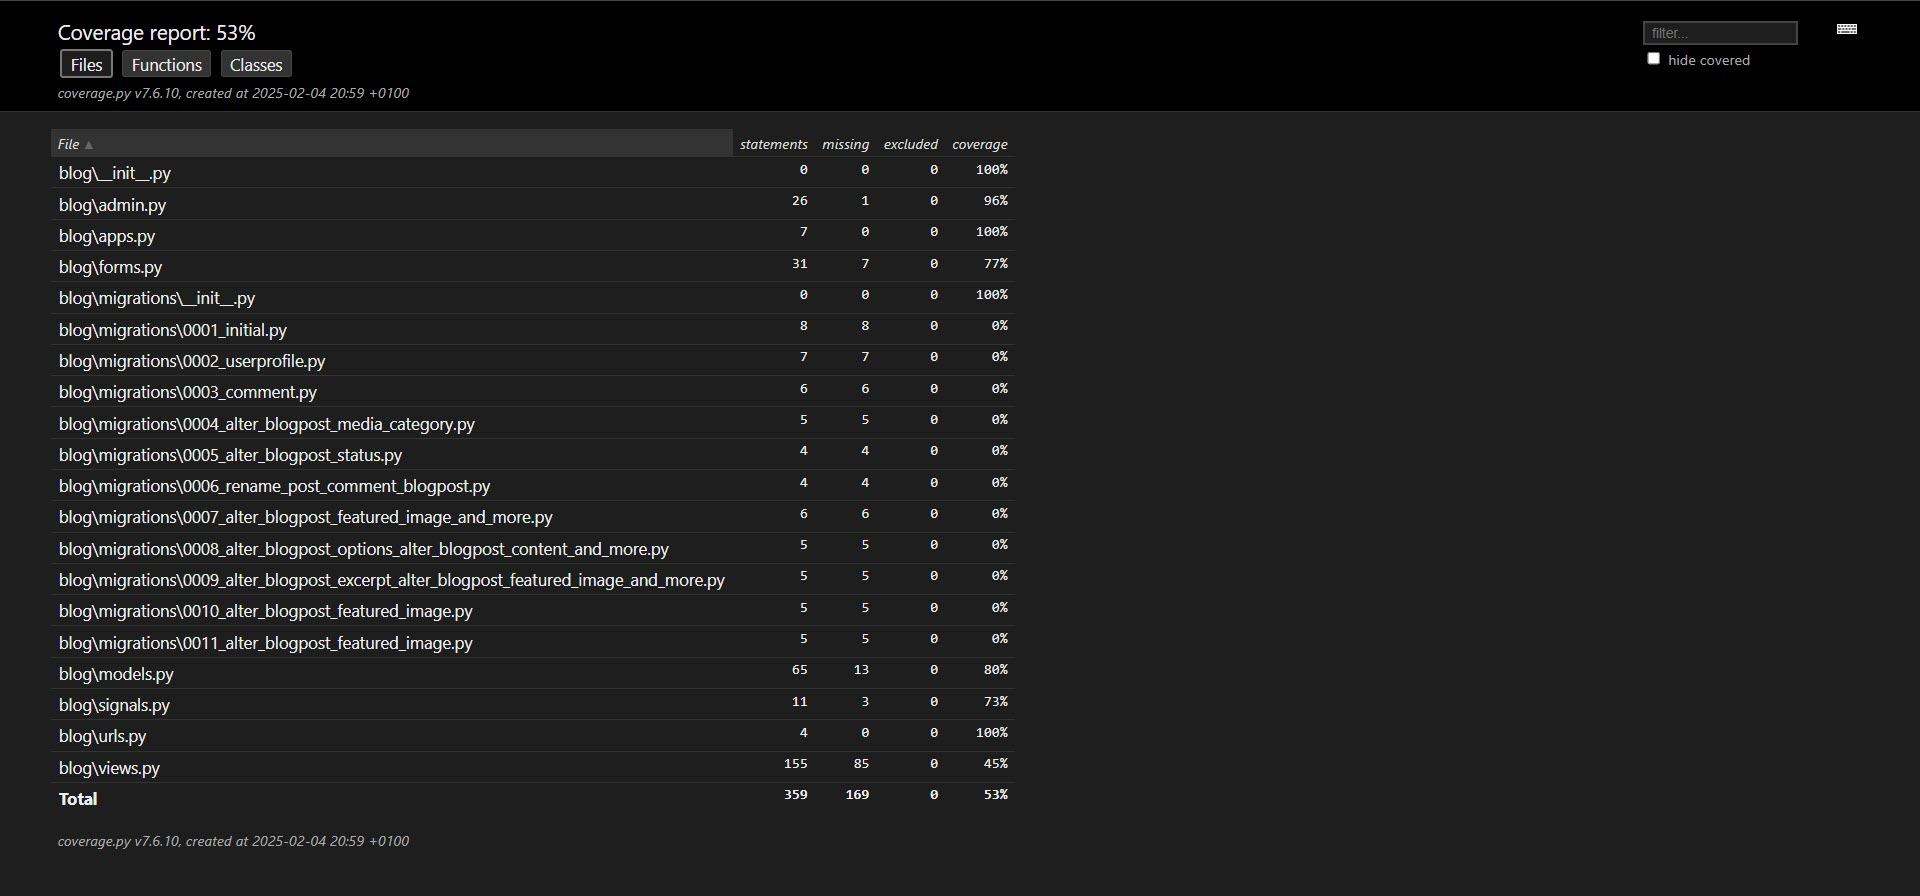 Coverage report: 53%
filter...
Files Functions Classes
hide covered
coverage.py v7.6.10, created at 2025-02-04 20:59 +0100
File ▲ statements missing excluded coverage
blog\__init__.py 0 0 0 100%
blog\admin.py 26 1 0 96%
blog\apps.py 7 0 0 100%
blog\forms.py 31 7 0 77%
blog\migrations\__init__.py 0 0 0 100%
blog\migrations\0001_initial.py 8 8 0 0%
blog\migrations\0002_userprofile.py 7 7 0 0%
blog\migrations\0003_comment.py 6 6 0 0%
blog\migrations\0004_alter_blogpost_media_category.py 5 5 0 0%
blog\migrations\0005_alter_blogpost_status.py 4 4 0 0%
blog\migrations\0006_rename_post_comment_blogpost.py 4 4 0 0%
blog\migrations\0007_alter_blogpost_featured_image_and_more.py 6 6 0 0%
blog\migrations\0008_alter_blogpost_options_alter_blogpost_content_and_more.py 5 5 0 0%
blog\migrations\0009_alter_blogpost_excerpt_alter_blogpost_featured_image_and_more.py 5 5 0 0%
blog\migrations\0010_alter_blogpost_featured_image.py 5 5 0 0%
blog\migrations\0011_alter_blogpost_featured_image.py 5 5 0 0%
blog\models.py 65 13 0 80%
blog\signals.py 11 3 0 73%
blog\urls.py 4 0 0 100%
blog\views.py 155 85 0 45%
Total 359 169 0 53%
coverage.py v7.6.10, created at 2025-02-04 20:59 +0100